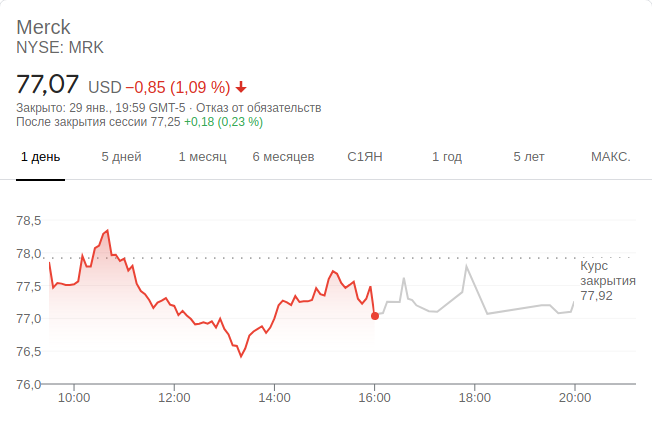 Merck
NYSE: MRK
77,07 USD −0,85 (1,09 %)
Закрыто: 29 янв., 19:59 GMT-5 · Отказ от обязательств
После закрытия сессии 77,25 +0,18 (0,23 %)
1 день 5 дней 1 месяц 6 месяцев С1ЯН 1 год 5 лет МАКС.
78,5
78,0
Курс
закрытия
77,92
77,5
77,0
76,5
76,0
10:00 12:00 14:00 16:00 18:00 20:00